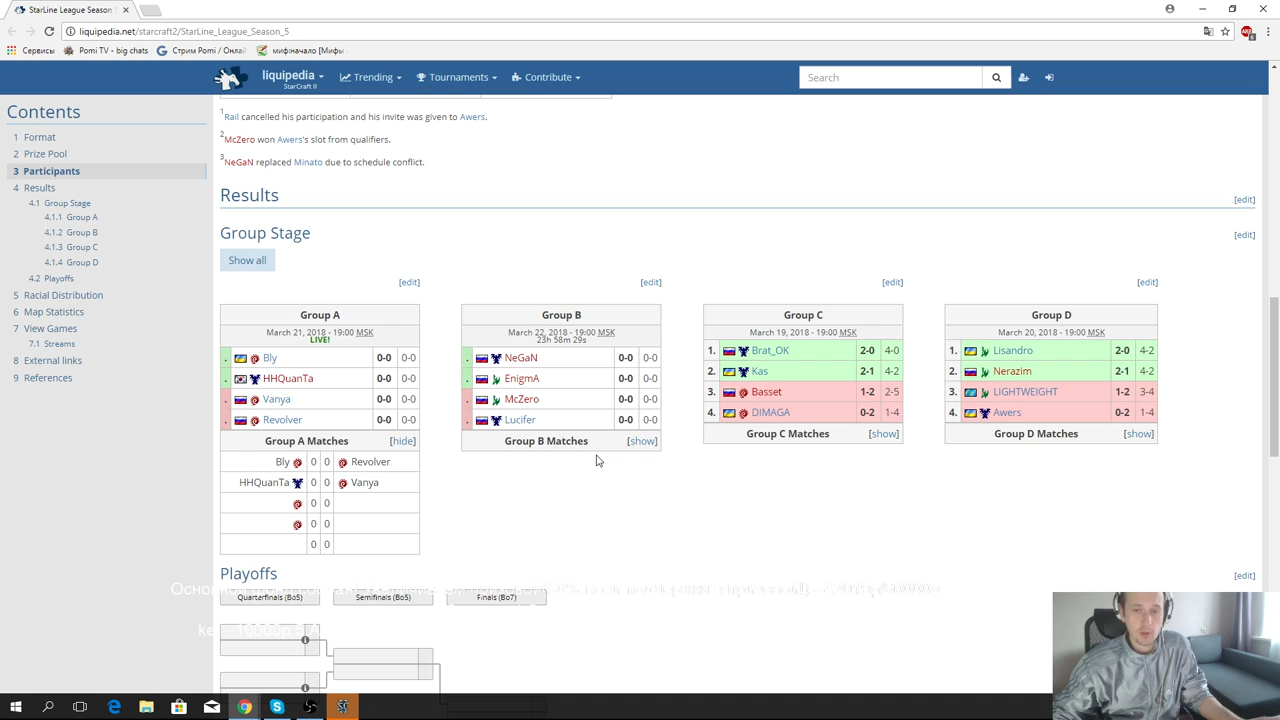 StarLine League Season
liquipedia.net/starcraft2/StarLine_League_Season_5
Сервисы Pomi TV - big chats Стрим Pomi / Онлай мифйначало [Мифы
liquipedia
StarCraft II
Trending Tournaments Contribute Search
Contents
1 Format
2 Prize Pool
3 Participants
4 Results
4.1 Group Stage
4.1.1 Group A
4.1.2 Group B
4.1.3 Group C
4.1.4 Group D
4.2 Playoffs
5 Racial Distribution
6 Map Statistics
7 View Games
7.1 Streams
8 External links
9 References
1Rail cancelled his participation and his invite was given to Awers.
2McZero won Awers's slot from qualifiers.
3NeGaN replaced Minato due to schedule conflict.
Results [edit]
Group Stage [edit]
Show all
[edit]
Group A
March 21, 2018 - 19:00 MSK
LIVE!
. Bly 0-0 0-0
. HHQuanTa 0-0 0-0
. Vanya 0-0 0-0
. Revolver 0-0 0-0
Group A Matches [hide]
Bly 0 0 Revolver
HHQuanTa 0 0 Vanya
0 0
0 0
0 0
[edit]
Group B
March 22, 2018 - 19:00 MSK
23h 58m 29s
. NeGaN 0-0 0-0
. EnigmA 0-0 0-0
. McZero 0-0 0-0
. Lucifer 0-0 0-0
Group B Matches [show]
[edit]
Group C
March 19, 2018 - 19:00 MSK
1. Brat_OK 2-0 4-0
2. Kas 2-1 4-2
3. Basset 1-2 2-5
4. DIMAGA 0-2 1-4
Group C Matches [show]
[edit]
Group D
March 20, 2018 - 19:00 MSK
1. Lisandro 2-0 4-2
2. Nerazim 2-1 4-2
3. LIGHTWEIGHT 1-2 3-4
4. Awers 0-2 1-4
Group D Matches [show]
Playoffs [edit]
Quarterfinals (Bo5) Semifinals (Bo5) Finals (Bo7)